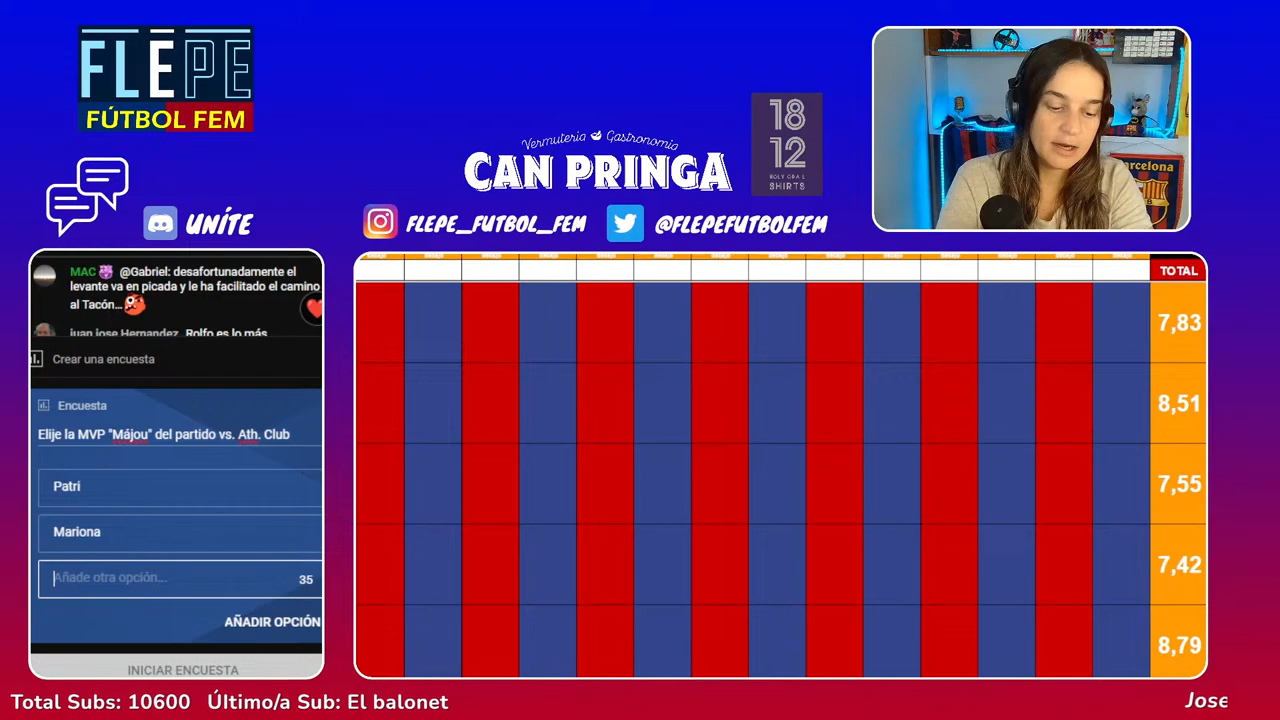 FLEPE
FÚTBOL FEM
18
12
HOLY GRAIL
SHIRTS
Vermuteria Gastronomia
CAN PRINGA
UNÍTE
FLEPE_FUTBOL_FEM
@FLEPEFUTBOLFEM
Barcelona
MAC @Gabriel: desafortunadamente el
levante va en picada y le ha facilitado el camino
al Tacón...
juan jose Hernandez Rolfo es lo más
Crear una encuesta
Encuesta
Elije la MVP "Májou" del partido vs. Ath. Club
Patri
Mariona
Añade otra opción... 35
AÑADIR OPCIÓN
INICIAR ENCUESTA
TOTAL
7,83
8,51
7,55
7,42
8,79
Total Subs: 10600 Último/a Sub: El balonet
Jose